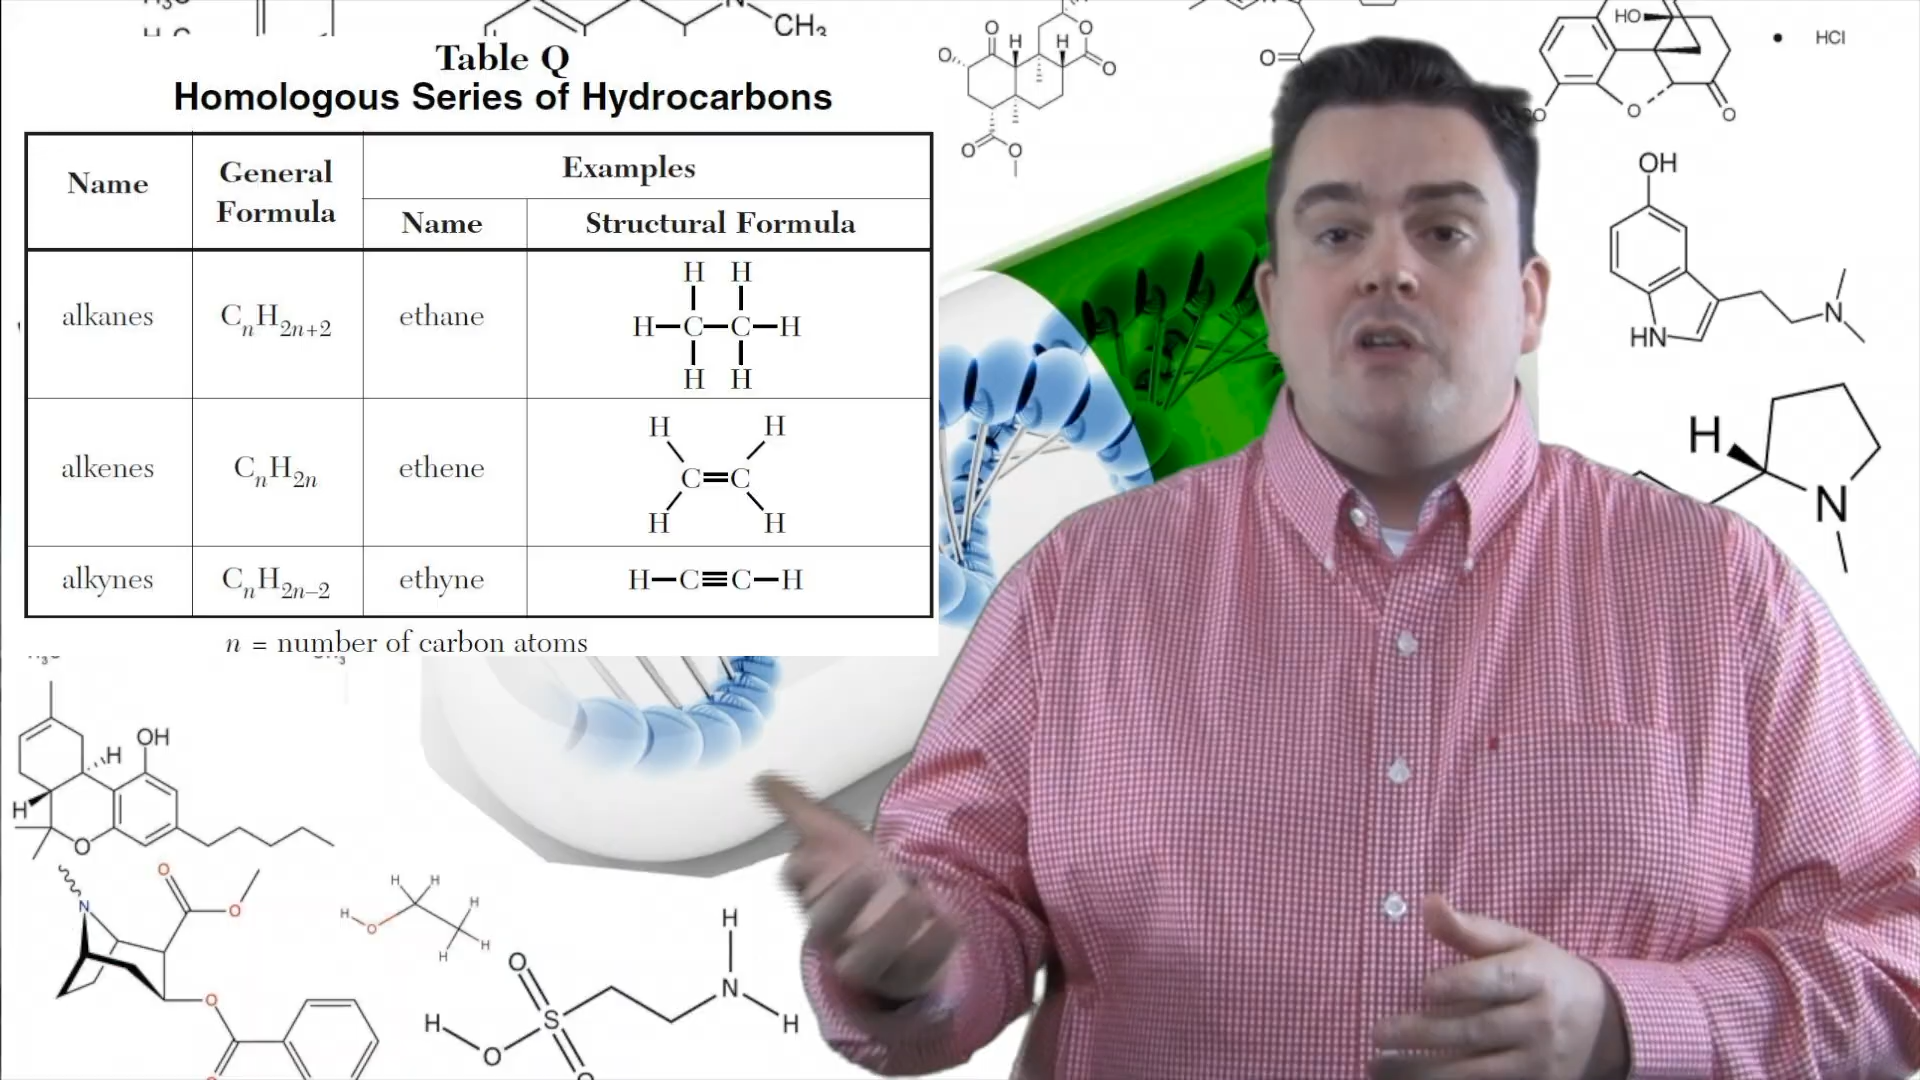 Table Q
Homologous Series of Hydrocarbons
Name
General Formula
Examples
Name
Structural Formula
alkanes
CnH2n+2
ethane
H H
H C C H
H H
alkenes
CnH2n
ethene
H H
C C
H H
alkynes
CnH2n−2
ethyne
H C C H
n = number of carbon atoms
CH3
N
O
H
H
O
O
O
O
O
O
HO
• HCl
O
O
OH
HN
N
H
N
OH
H
H
O
N
O
O
O
O
H H
H
H
O
H
H
H
O
S
N
H
H
O
O